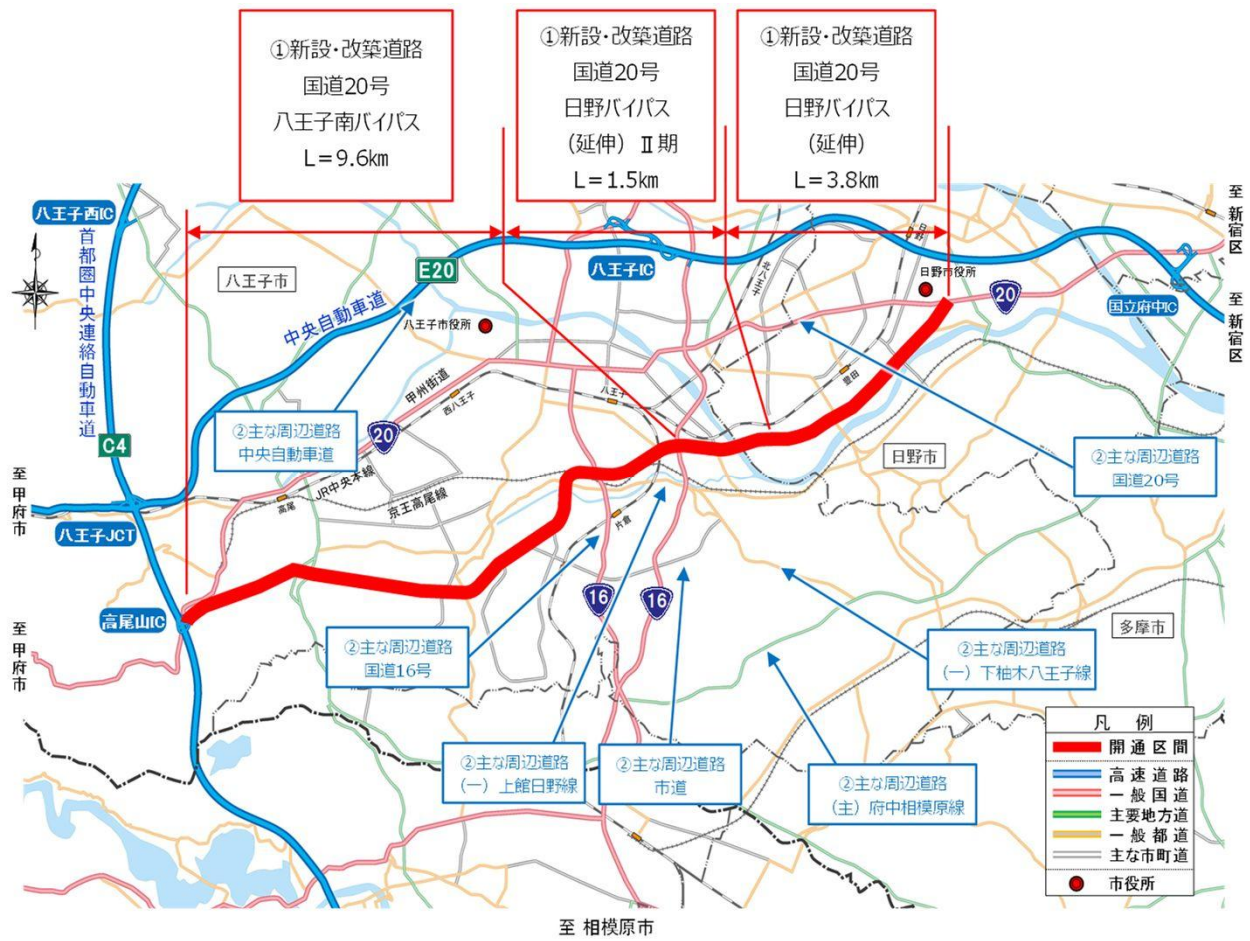 ①新設・改築道路
国道20号
八王子南バイパス
L=9.6km
①新設・改築道路
国道20号
日野バイパス
(延伸) Ⅱ期
L=1.5km
①新設・改築道路
国道20号
日野バイパス
(延伸)
L=3.8km
八王子西IC
首都圏中央連絡自動車道
八王子市
E20
中央自動車道
八王子市役所
八王子IC
北八王子
日野
日野市役所
20
国立府中IC
至 新宿区
至 新宿区
甲州街道
西八王子
八王子
豊田
②主な周辺道路
中央自動車道
20
C4
JR中央本線
京王高尾線
高尾
片倉
日野市
②主な周辺道路
国道20号
至 甲府市
八王子JCT
高尾山IC
至 甲府市
16
16
多摩市
②主な周辺道路
国道16号
②主な周辺道路
(一) 下柚木八王子線
②主な周辺道路
(一) 上館日野線
②主な周辺道路
市道
②主な周辺道路
(主) 府中相模原線
凡 例
開通区間
高速道路
一般国道
主要地方道
一般都道
主な市町道
市役所
至 相模原市